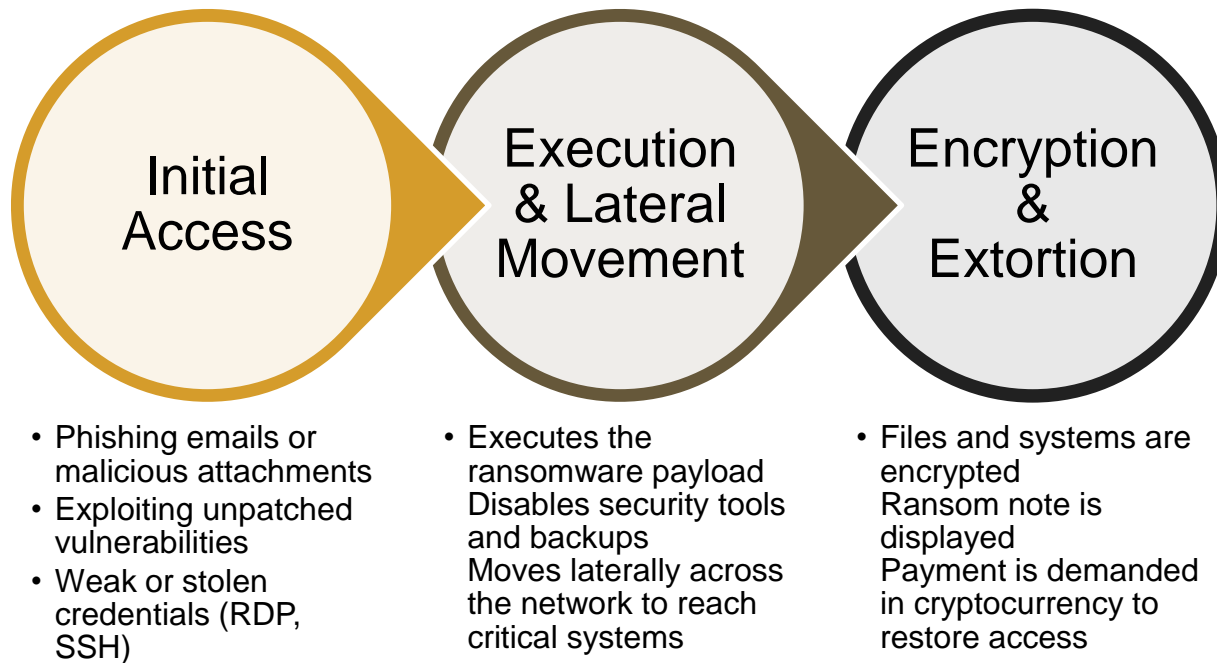 Initial
Access
Execution
& Lateral
Movement
Encryption
&
Extortion
• Phishing emails or
malicious attachments
• Exploiting unpatched
vulnerabilities
• Weak or stolen
credentials (RDP,
SSH)
• Executes the
ransomware payload
Disables security tools
and backups
Moves laterally across
the network to reach
critical systems
• Files and systems are
encrypted
Ransom note is
displayed
Payment is demanded
in cryptocurrency to
restore access